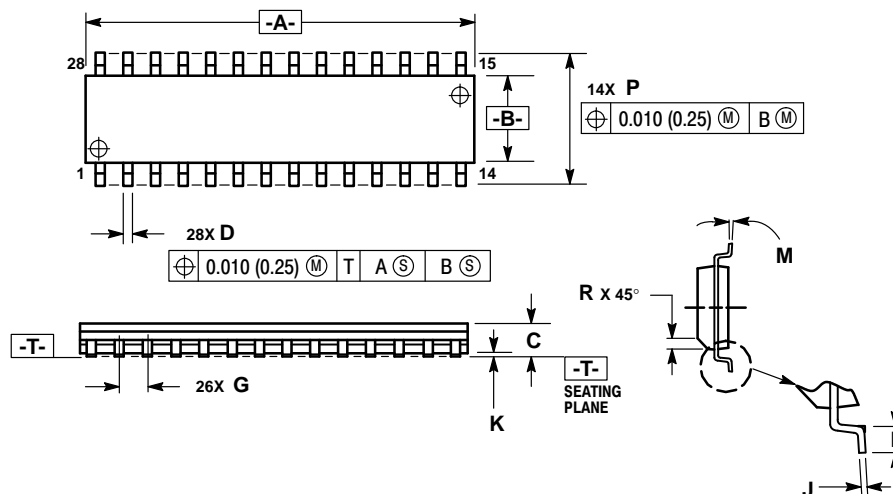 -A-
28
15
14X P
⌖ 0.010 (0.25) Ⓜ B Ⓜ
-B-
1
14
28X D
⌖ 0.010 (0.25) Ⓜ T A Ⓢ B Ⓢ
M
R X 45°
-T-
C
26X G
K
-T-
SEATING
PLANE
J